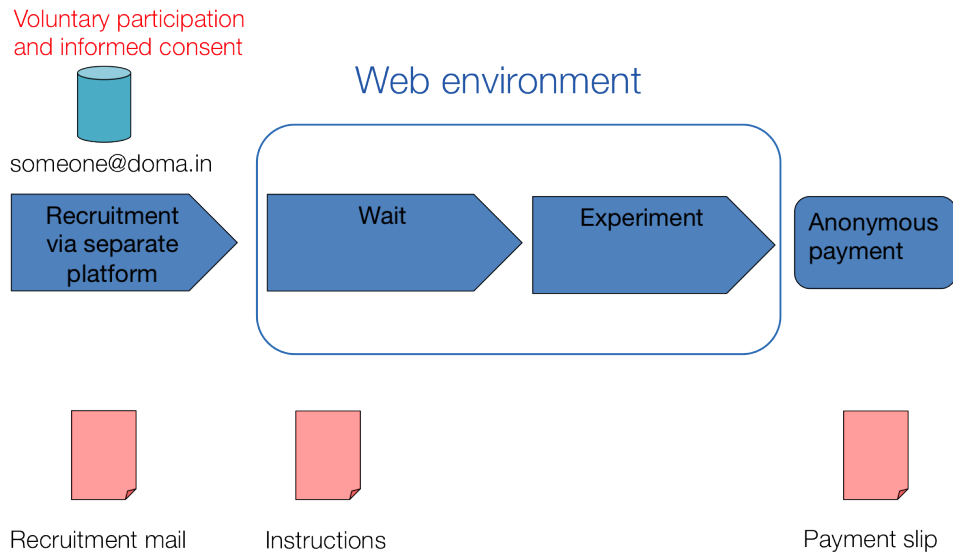 Voluntary participation
and informed consent
Web environment
someone@doma.in
Recruitment
via separate
platform
Wait
Experiment
Anonymous
payment
Recruitment mail
Instructions
Payment slip